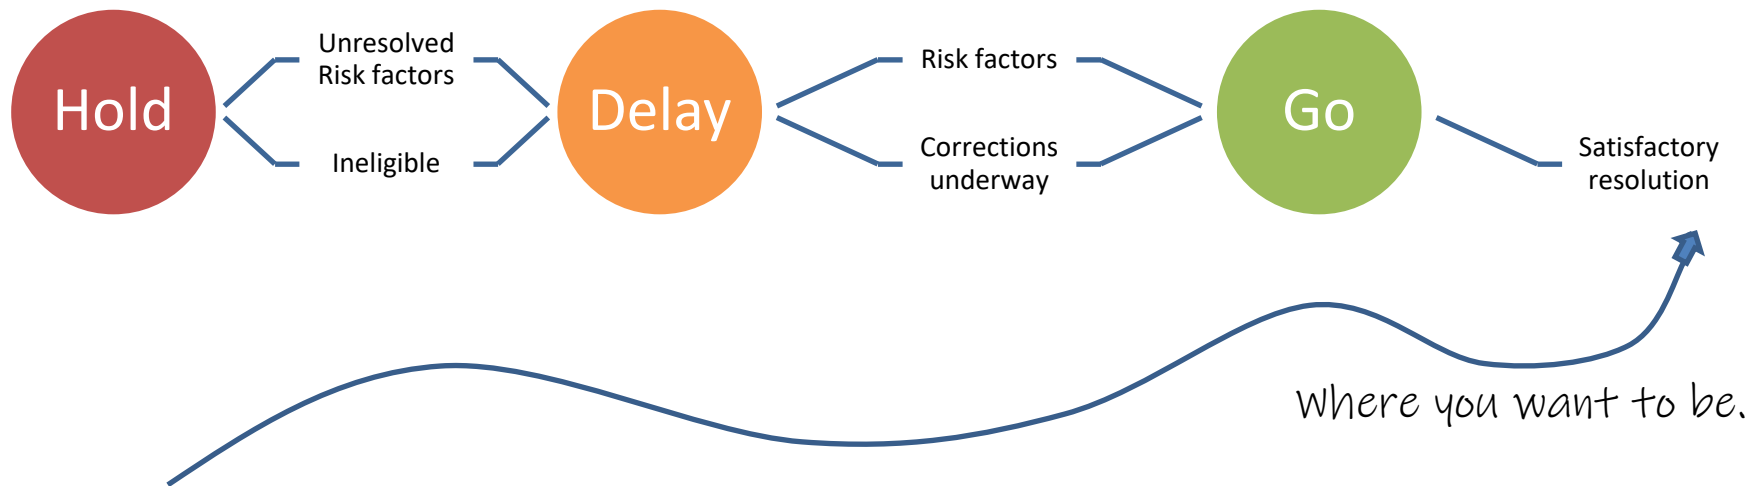 Hold
Unresolved
Risk factors
Ineligible
Delay
Risk factors
Corrections
underway
Go
Satisfactory
resolution
Where you want to be.